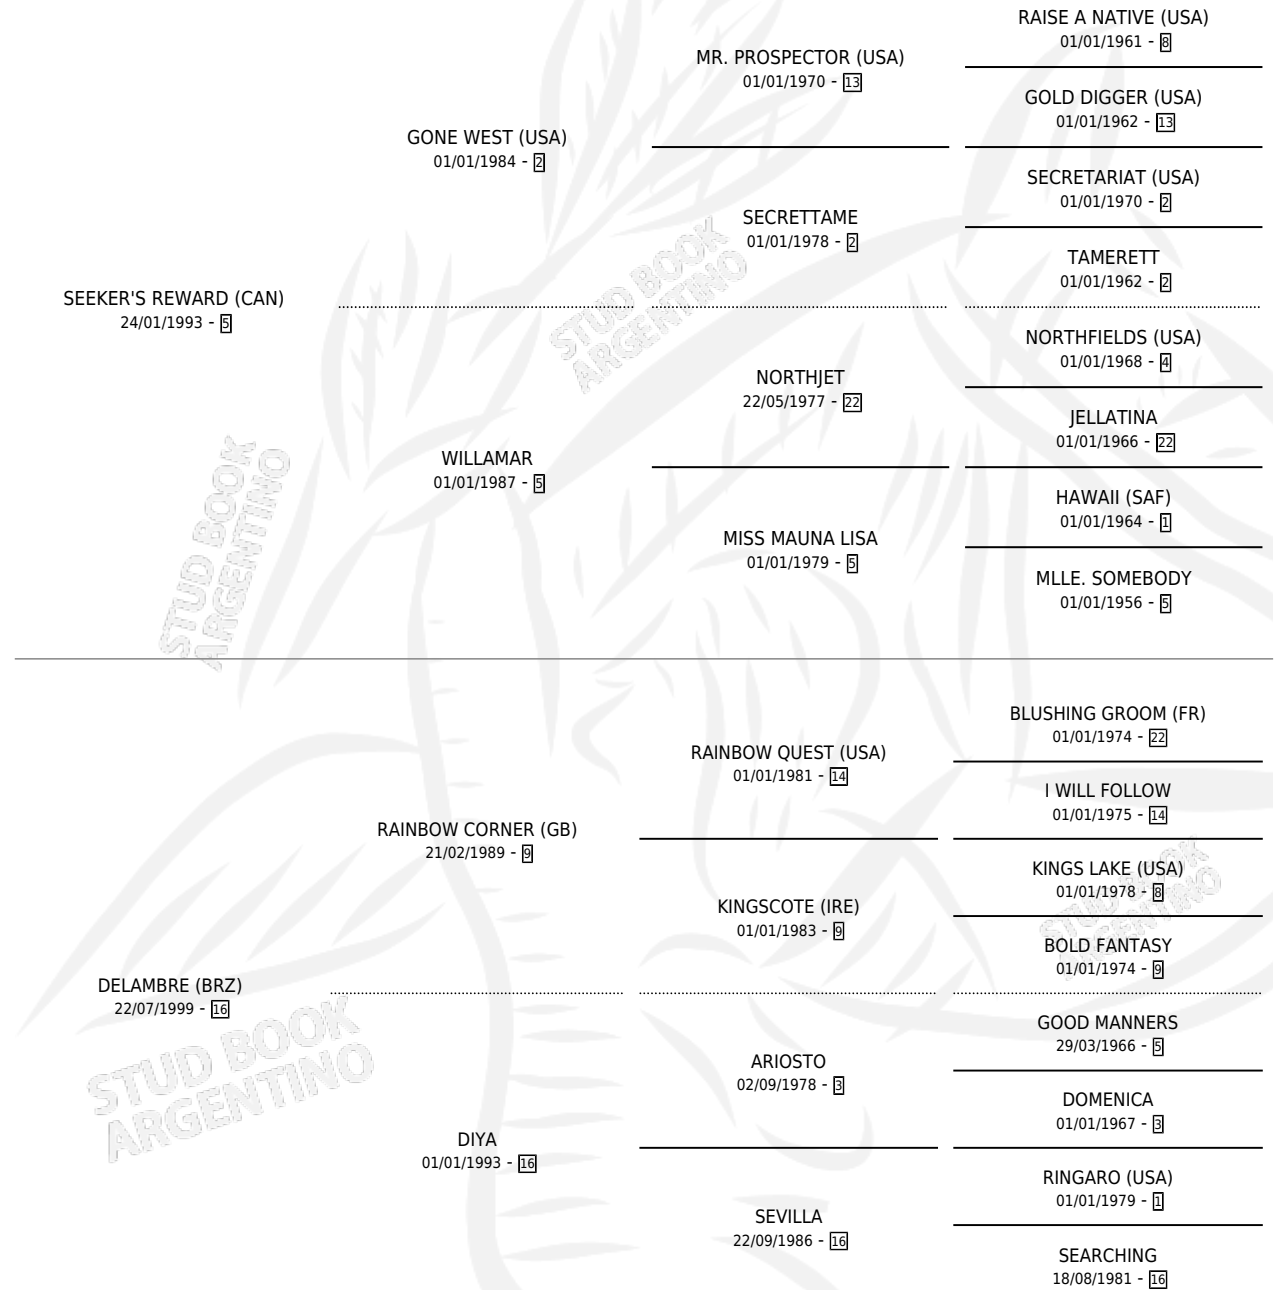 RAISE A NATIVE (USA)
01/01/1961 - 8
MR. PROSPECTOR (USA)
01/01/1970 - 13
GOLD DIGGER (USA)
01/01/1962 - 13
GONE WEST (USA)
01/01/1984 - 2
SECRETARIAT (USA)
01/01/1970 - 2
SECRETTAME
01/01/1978 - 2
TAMERETT
01/01/1962 - 2
SEEKER'S REWARD (CAN)
24/01/1993 - 5
STUD BOOK
ARGENTINO
NORTHFIELDS (USA)
01/01/1968 - 4
NORTHJET
22/05/1977 - 22
JELLATINA
01/01/1966 - 22
WILLAMAR
01/01/1987 - 5
HAWAII (SAF)
01/01/1964 - 1
MISS MAUNA LISA
01/01/1979 - 5
MLLE. SOMEBODY
01/01/1956 - 5
STUD BOOK
ARGENTINO
BLUSHING GROOM (FR)
01/01/1974 - 22
RAINBOW QUEST (USA)
01/01/1981 - 14
I WILL FOLLOW
01/01/1975 - 14
RAINBOW CORNER (GB)
21/02/1989 - 9
KINGS LAKE (USA)
01/01/1978 - 8
KINGSCOTE (IRE)
01/01/1983 - 9
BOLD FANTASY
01/01/1974 - 9
STUD BOOK
ARGENTINO
DELAMBRE (BRZ)
22/07/1999 - 16
STUD BOOK
ARGENTINO
GOOD MANNERS
29/03/1966 - 5
ARIOSTO
02/09/1978 - 3
DOMENICA
01/01/1967 - 3
DIYA
01/01/1993 - 16
RINGARO (USA)
01/01/1979 - 1
SEVILLA
22/09/1986 - 16
SEARCHING
18/08/1981 - 16